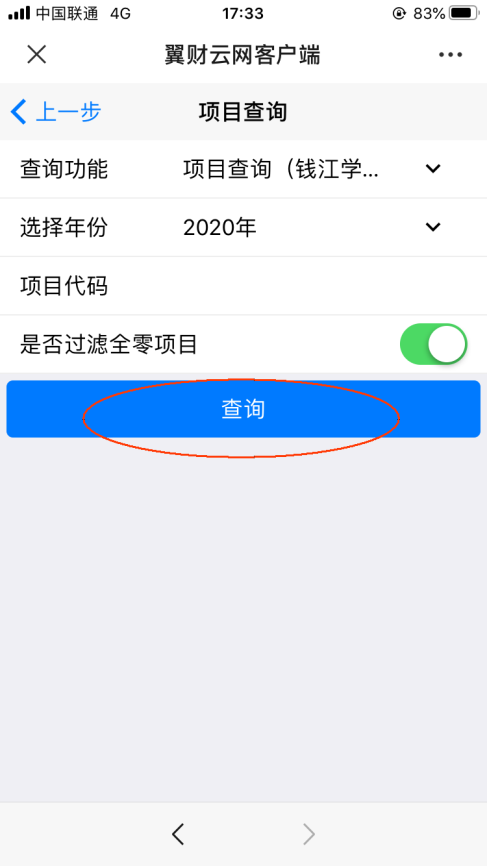 中国联通 4G 17:33 83%
翼财云网客户端
上一步 项目查询
查询功能 项目查询（钱江学...
选择年份 2020年
项目代码
是否过滤全零项目
查询